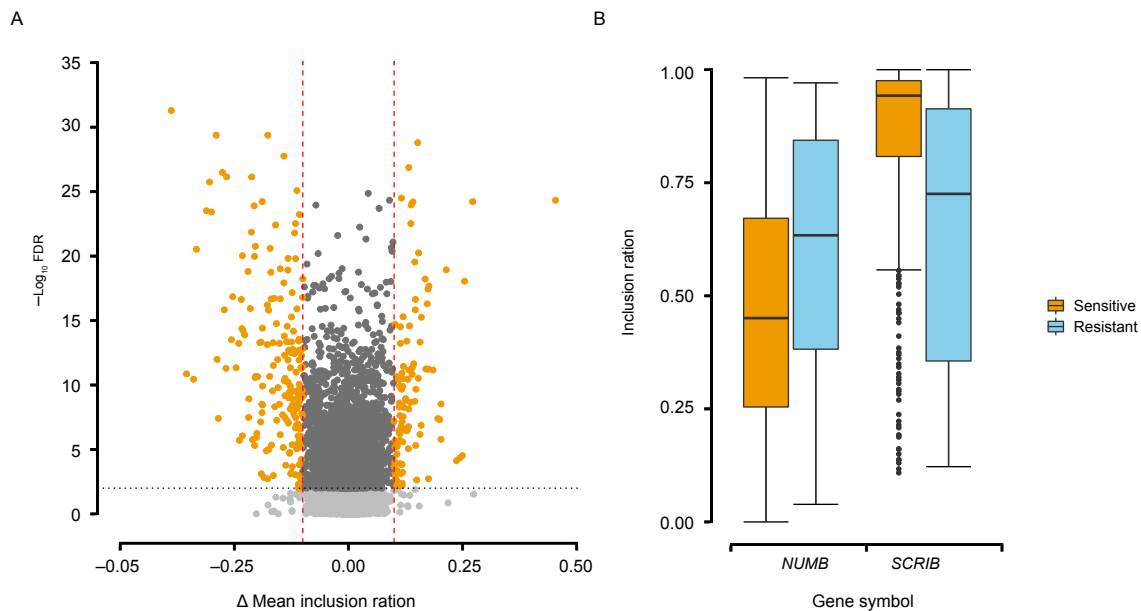 A
35
30
25
20
15
10
5
0
–Log10 FDR
–0.05
–0.25
0.00
0.25
0.50
Δ Mean inclusion ration
B
1.00
0.75
0.50
0.25
0.00
Inclusion ration
NUMB
SCRIB
Gene symbol
Sensitive
Resistant